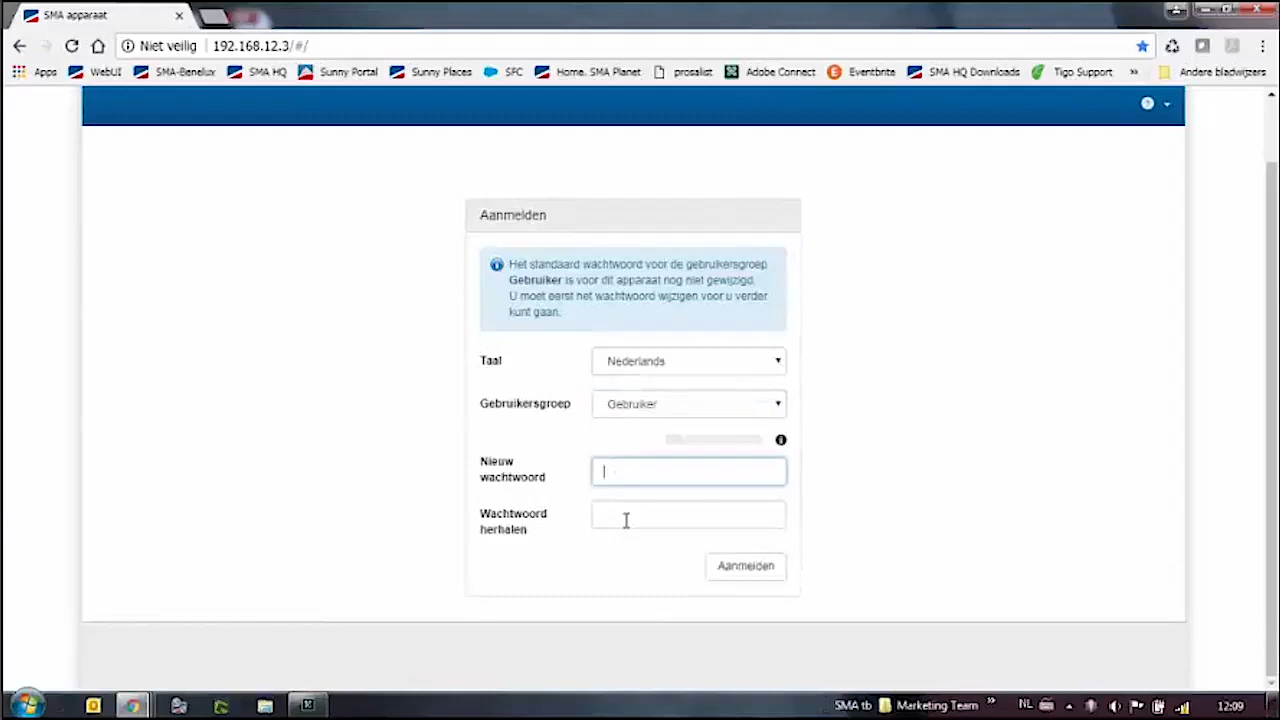 SMA apparaat
Niet veilig 192.168.12.3/#/
Apps WebUI SMA-Benelux SMA HQ Sunny Portal Sunny Places SFC Home. SMA Planet prosalist Adobe Connect Eventbrite SMA HQ Downloads Tigo Support » Andere bladwijzers
Aanmelden
Het standaard wachtwoord voor de gebruikersgroep
Gebruiker is voor dit apparaat nog niet gewijzigd.
U moet eerst het wachtwoord wijzigen voor u verder
kunt gaan.
Taal Nederlands
Gebruikersgroep Gebruiker
Nieuw
wachtwoord
Wachtwoord
herhalen
Aanmelden
SMA tb Marketing Team » NL 12:09